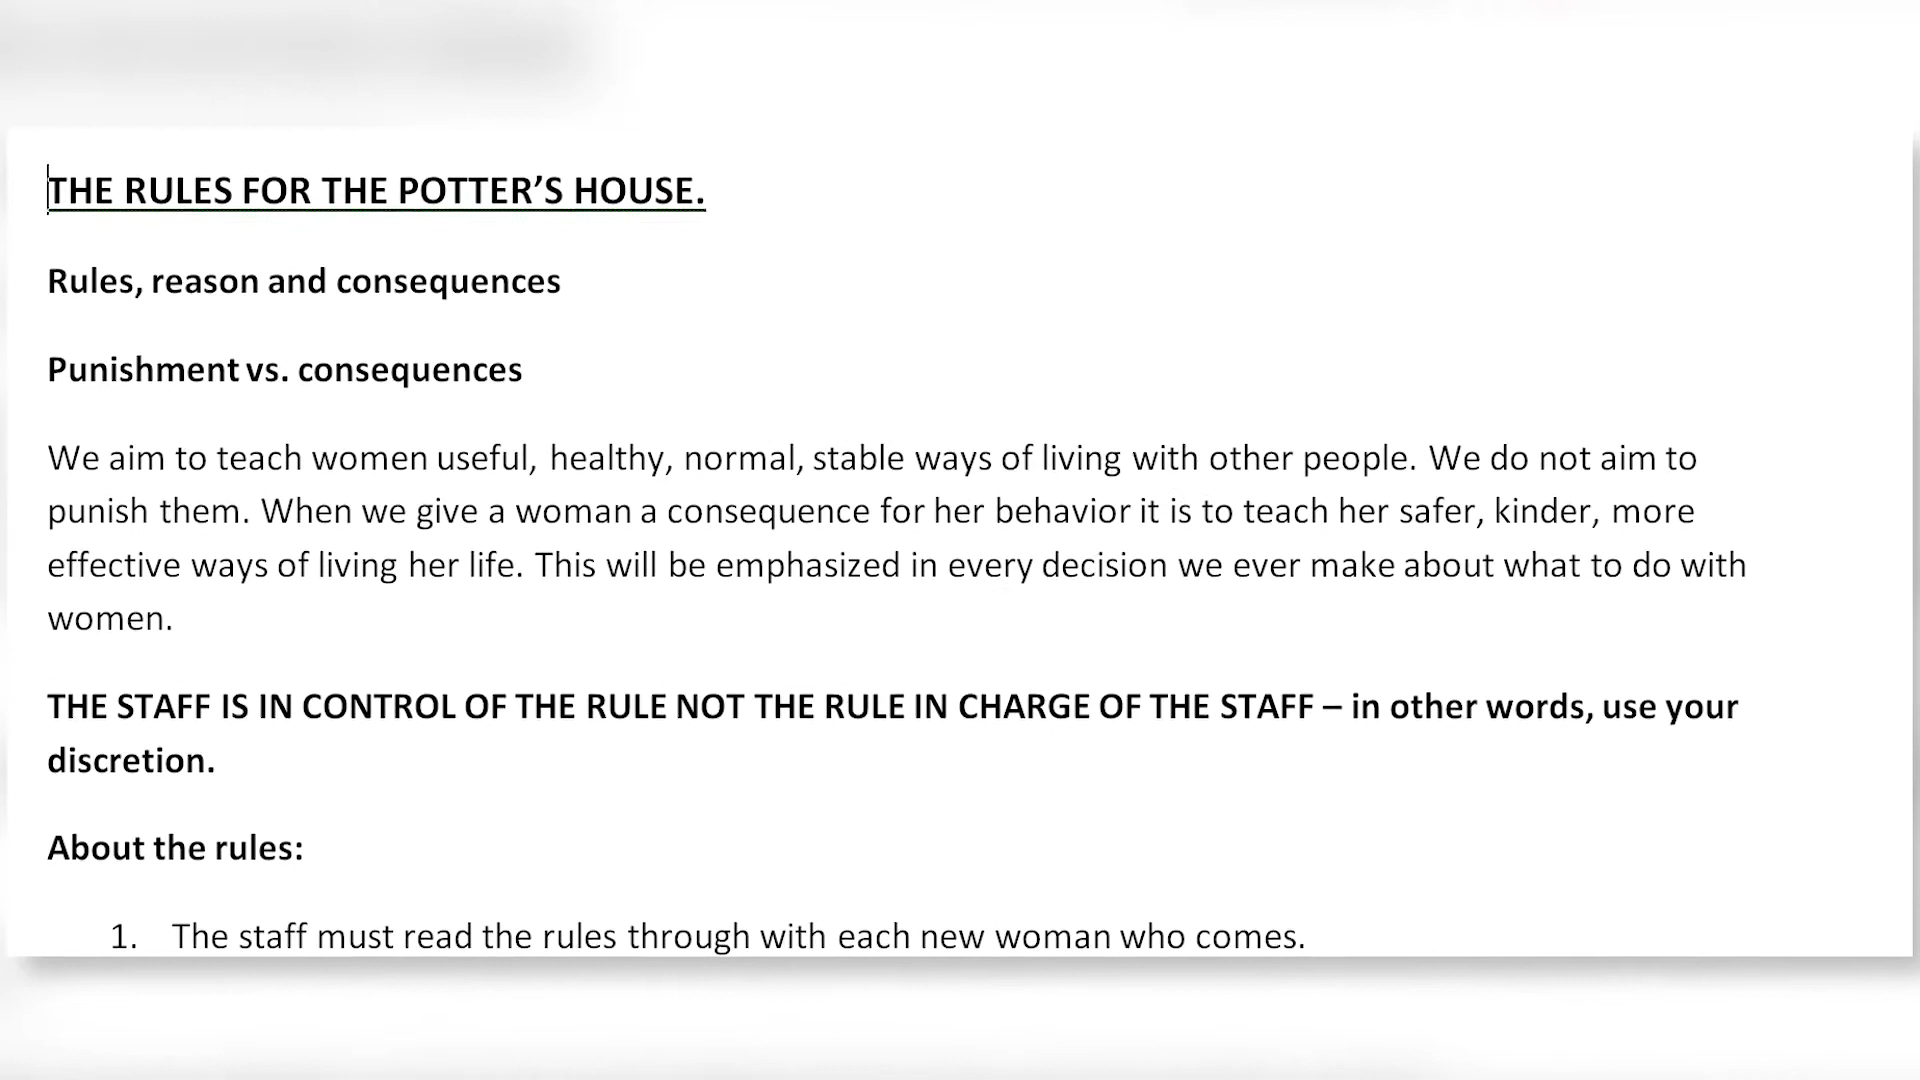 THE RULES FOR THE POTTER’S HOUSE.
Rules, reason and consequences
Punishment vs. consequences
We aim to teach women useful, healthy, normal, stable ways of living with other people. We do not aim to
punish them. When we give a woman a consequence for her behavior it is to teach her safer, kinder, more
effective ways of living her life. This will be emphasized in every decision we ever make about what to do with
women.
THE STAFF IS IN CONTROL OF THE RULE NOT THE RULE IN CHARGE OF THE STAFF – in other words, use your
discretion.
About the rules:
1. The staff must read the rules through with each new woman who comes.